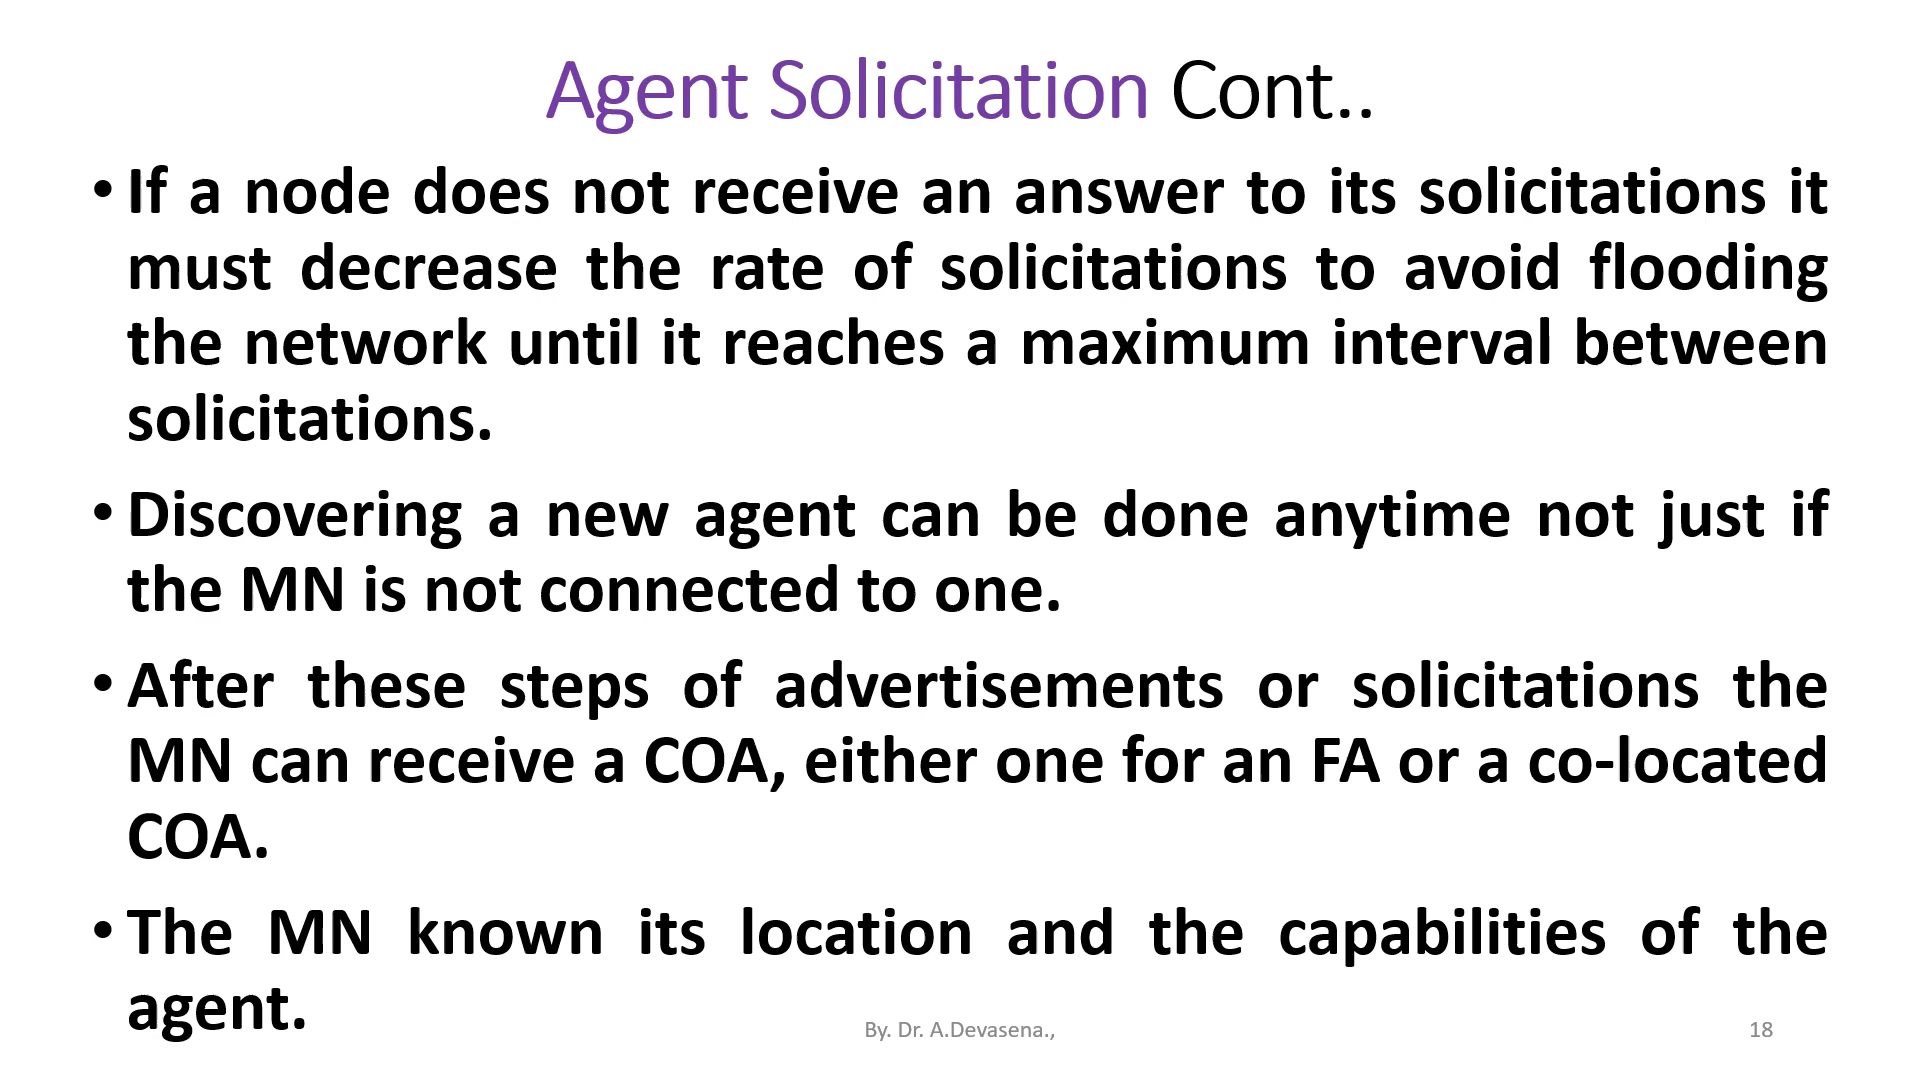 Agent Solicitation Cont..
• If a node does not receive an answer to its solicitations it
must decrease the rate of solicitations to avoid flooding
the network until it reaches a maximum interval between
solicitations.
• Discovering a new agent can be done anytime not just if
the MN is not connected to one.
• After these steps of advertisements or solicitations the
MN can receive a COA, either one for an FA or a co-located
COA.
• The MN known its location and the capabilities of the
agent.
By. Dr. A.Devasena.,
18